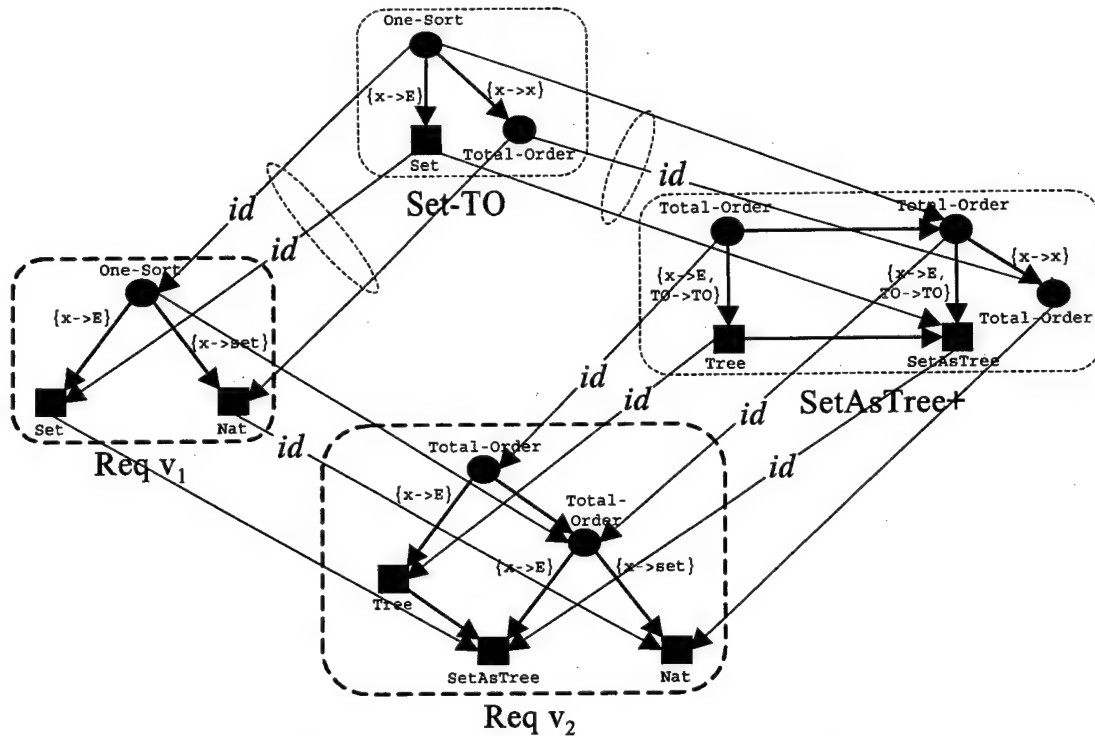 One-Sort
{x->E}
{x->x}
Set
Total-Order
Set-TO
id
id
id
Total-Order
Total-Order
{x->E,
TO->TO}
{x->E,
TO->TO}
{x->x}
Total-Order
Tree
SetAsTree
SetAsTree+
One-Sort
{x->E}
{x->set}
Set
Nat
Req v₁
id
id
id
id
id
Total-Order
{x->E}
Total-
Order
{x->E}
{x->set}
Tree
SetAsTree
Nat
Req v₂